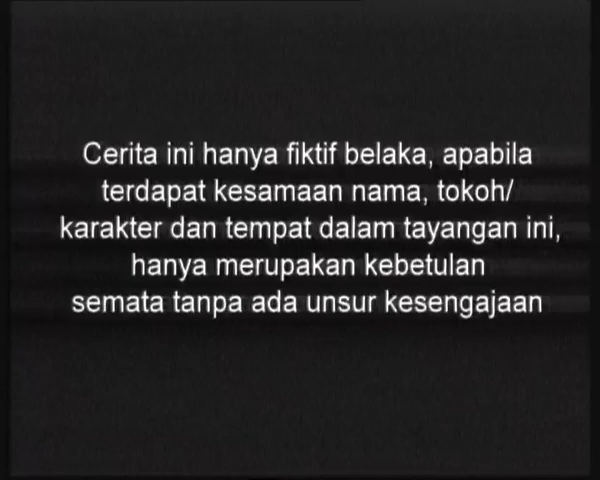 Cerita ini hanya fiktif belaka, apabila
terdapat kesamaan nama, tokoh/
karakter dan tempat dalam tayangan ini,
hanya merupakan kebetulan
semata tanpa ada unsur kesengajaan